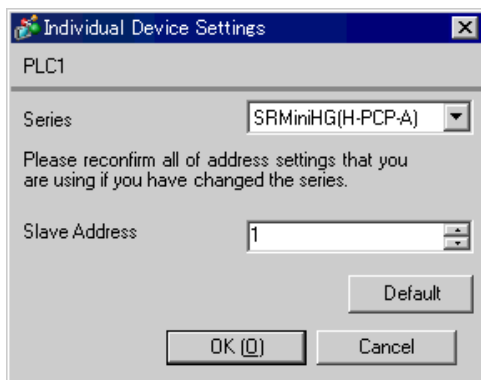 Individual Device Settings
PLC1
Series
SRMiniHG(H-PCP-A)
Please reconfirm all of address settings that you
are using if you have changed the series.
Slave Address
1
Default
OK (O)
Cancel